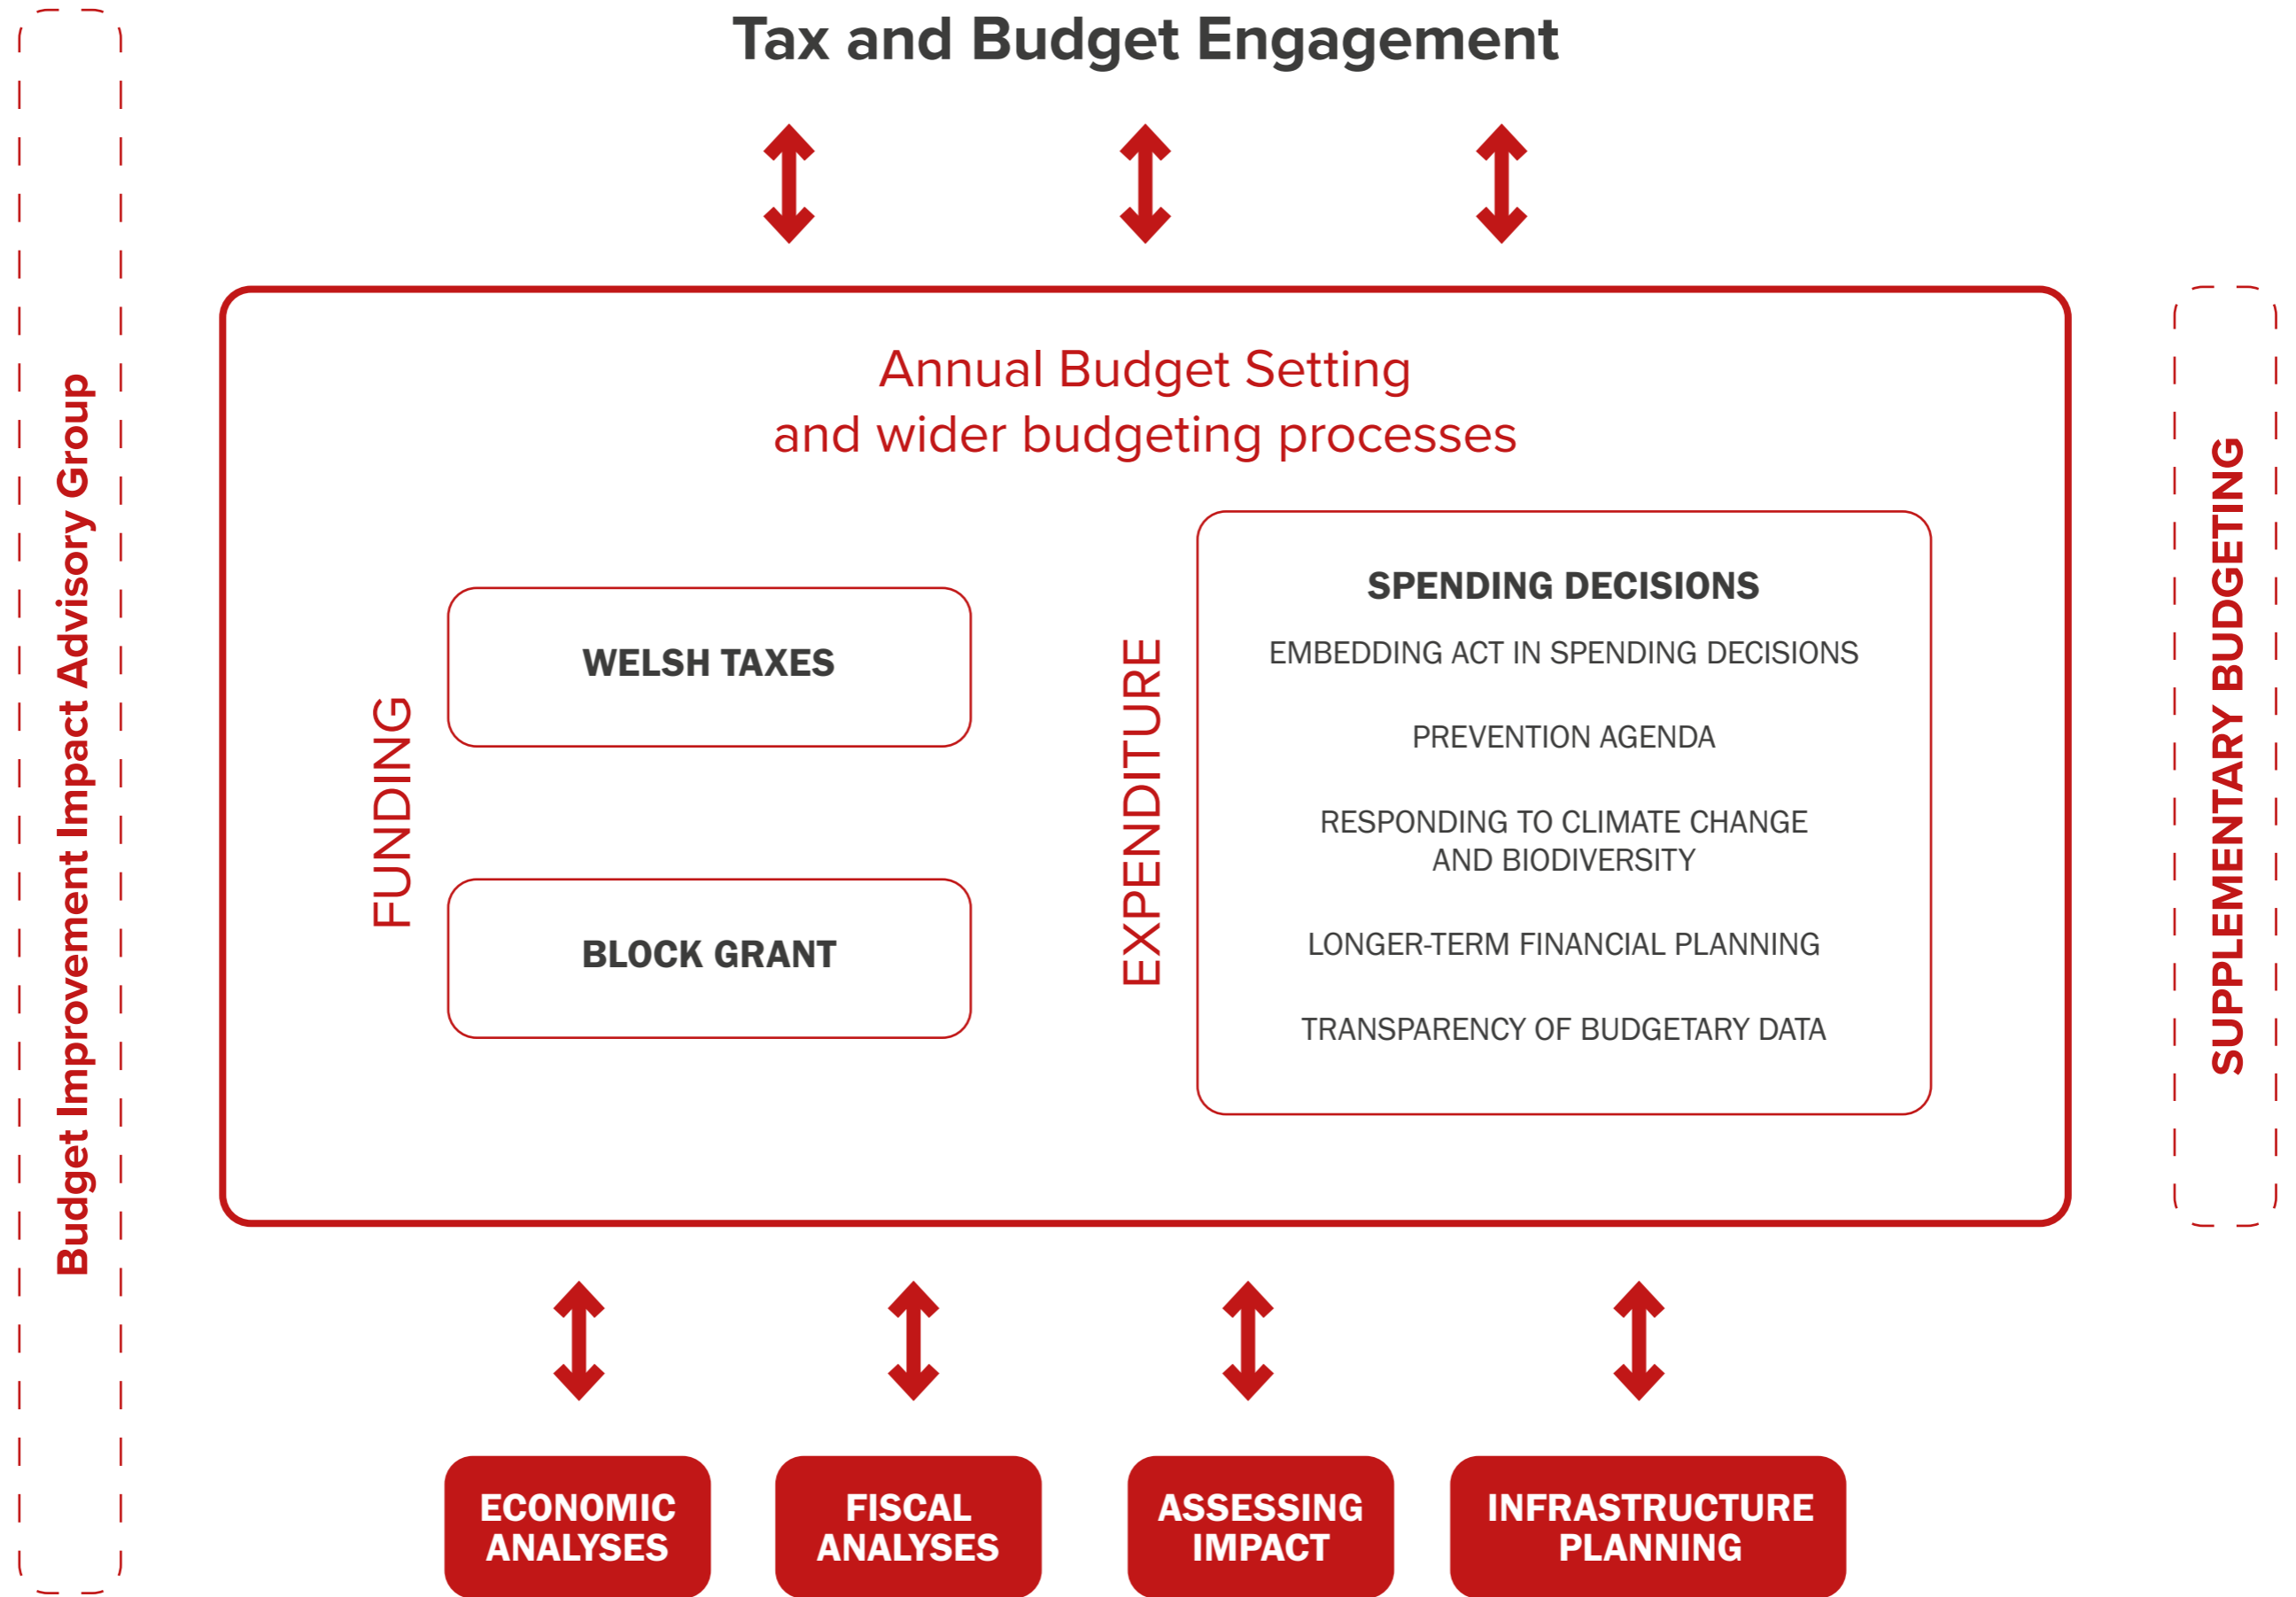 Tax and Budget Engagement
Budget Improvement Impact Advisory Group
Annual Budget Setting
and wider budgeting processes
FUNDING
WELSH TAXES
BLOCK GRANT
EXPENDITURE
SPENDING DECISIONS
EMBEDDING ACT IN SPENDING DECISIONS
PREVENTION AGENDA
RESPONDING TO CLIMATE CHANGE
AND BIODIVERSITY
LONGER-TERM FINANCIAL PLANNING
TRANSPARENCY OF BUDGETARY DATA
SUPPLEMENTARY BUDGETING
ECONOMIC
ANALYSES
FISCAL
ANALYSES
ASSESSING
IMPACT
INFRASTRUCTURE
PLANNING